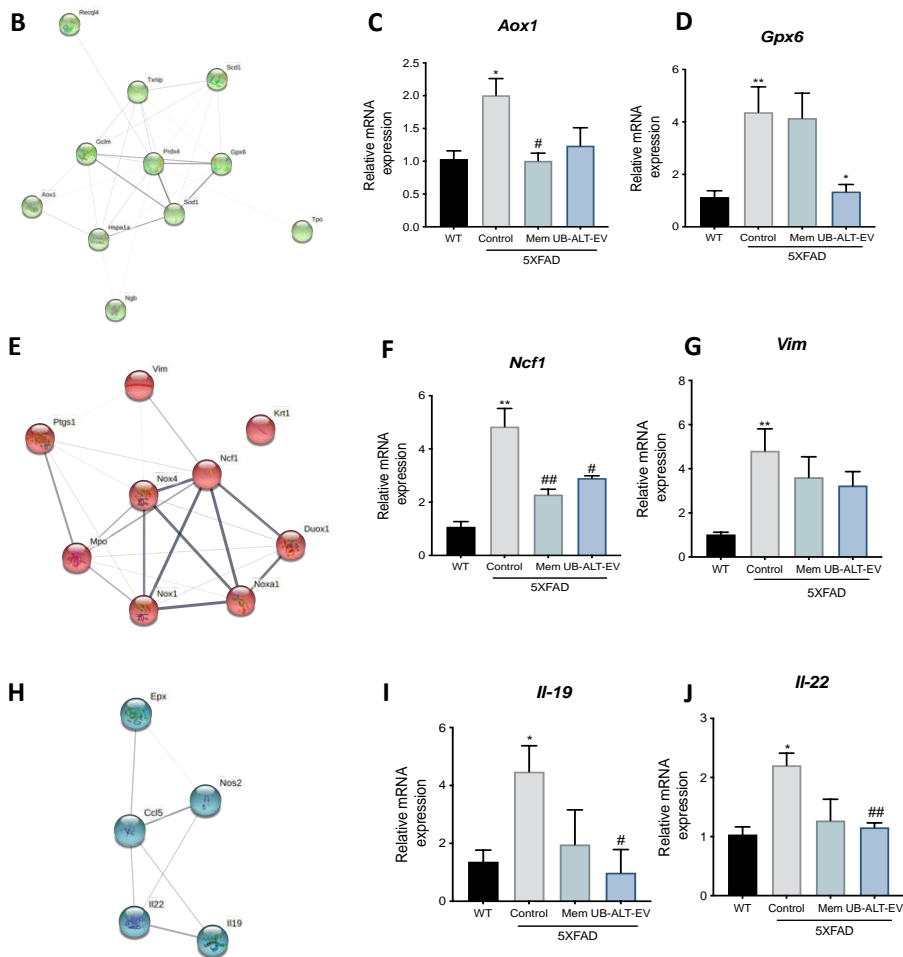 B
Recql4
Txnip
Scd1
Gclm
Prdx4
Gpx6
Aox1
Sod1
Hspa1a
Tpo
Ngb
C
Aox1
Relative mRNA
expression
2.5
2.0
1.5
1.0
0.5
0.0
*
#
WT
Control
Mem
UB-ALT-EV
5XFAD
D
Gpx6
Relative mRNA
expression
6
4
2
0
**
*
WT
Control
Mem
UB-ALT-EV
5XFAD
E
Vim
Krt1
Ptgs1
Ncf1
Nox4
Mpo
Duox1
Nox1
Noxa1
F
Ncf1
Relative mRNA
expression
6
4
2
0
**
##
#
WT
Control
Mem
UB-ALT-EV
5XFAD
G
Vim
Relative mRNA
expression
8
6
4
2
0
**
WT
Control
Mem
UB-ALT-EV
5XFAD
H
Epx
Nos2
Ccl5
Il22
Il19
I
Il-19
Relative mRNA
expression
6
4
2
0
*
#
WT
Control
Mem
UB-ALT-EV
5XFAD
J
Il-22
Relative mRNA
expression
3
2
1
0
*
##
WT
Control
Mem
UB-ALT-EV
5XFAD